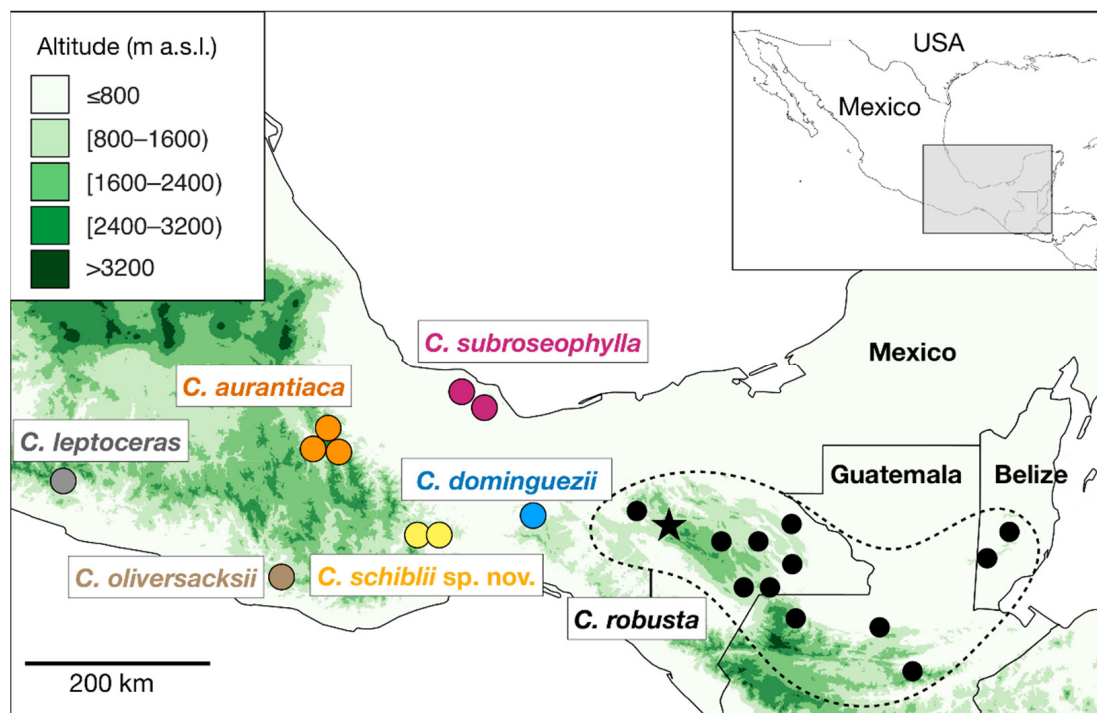 Altitude (m a.s.l.)
≤800
[800–1600)
[1600–2400)
[2400–3200)
>3200
USA
Mexico
C. subroseophylla
Mexico
C. aurantiaca
C. leptoceras
Guatemala
Belize
C. dominguezii
C. oliversacksii
C. schiblii sp. nov.
C. robusta
200 km